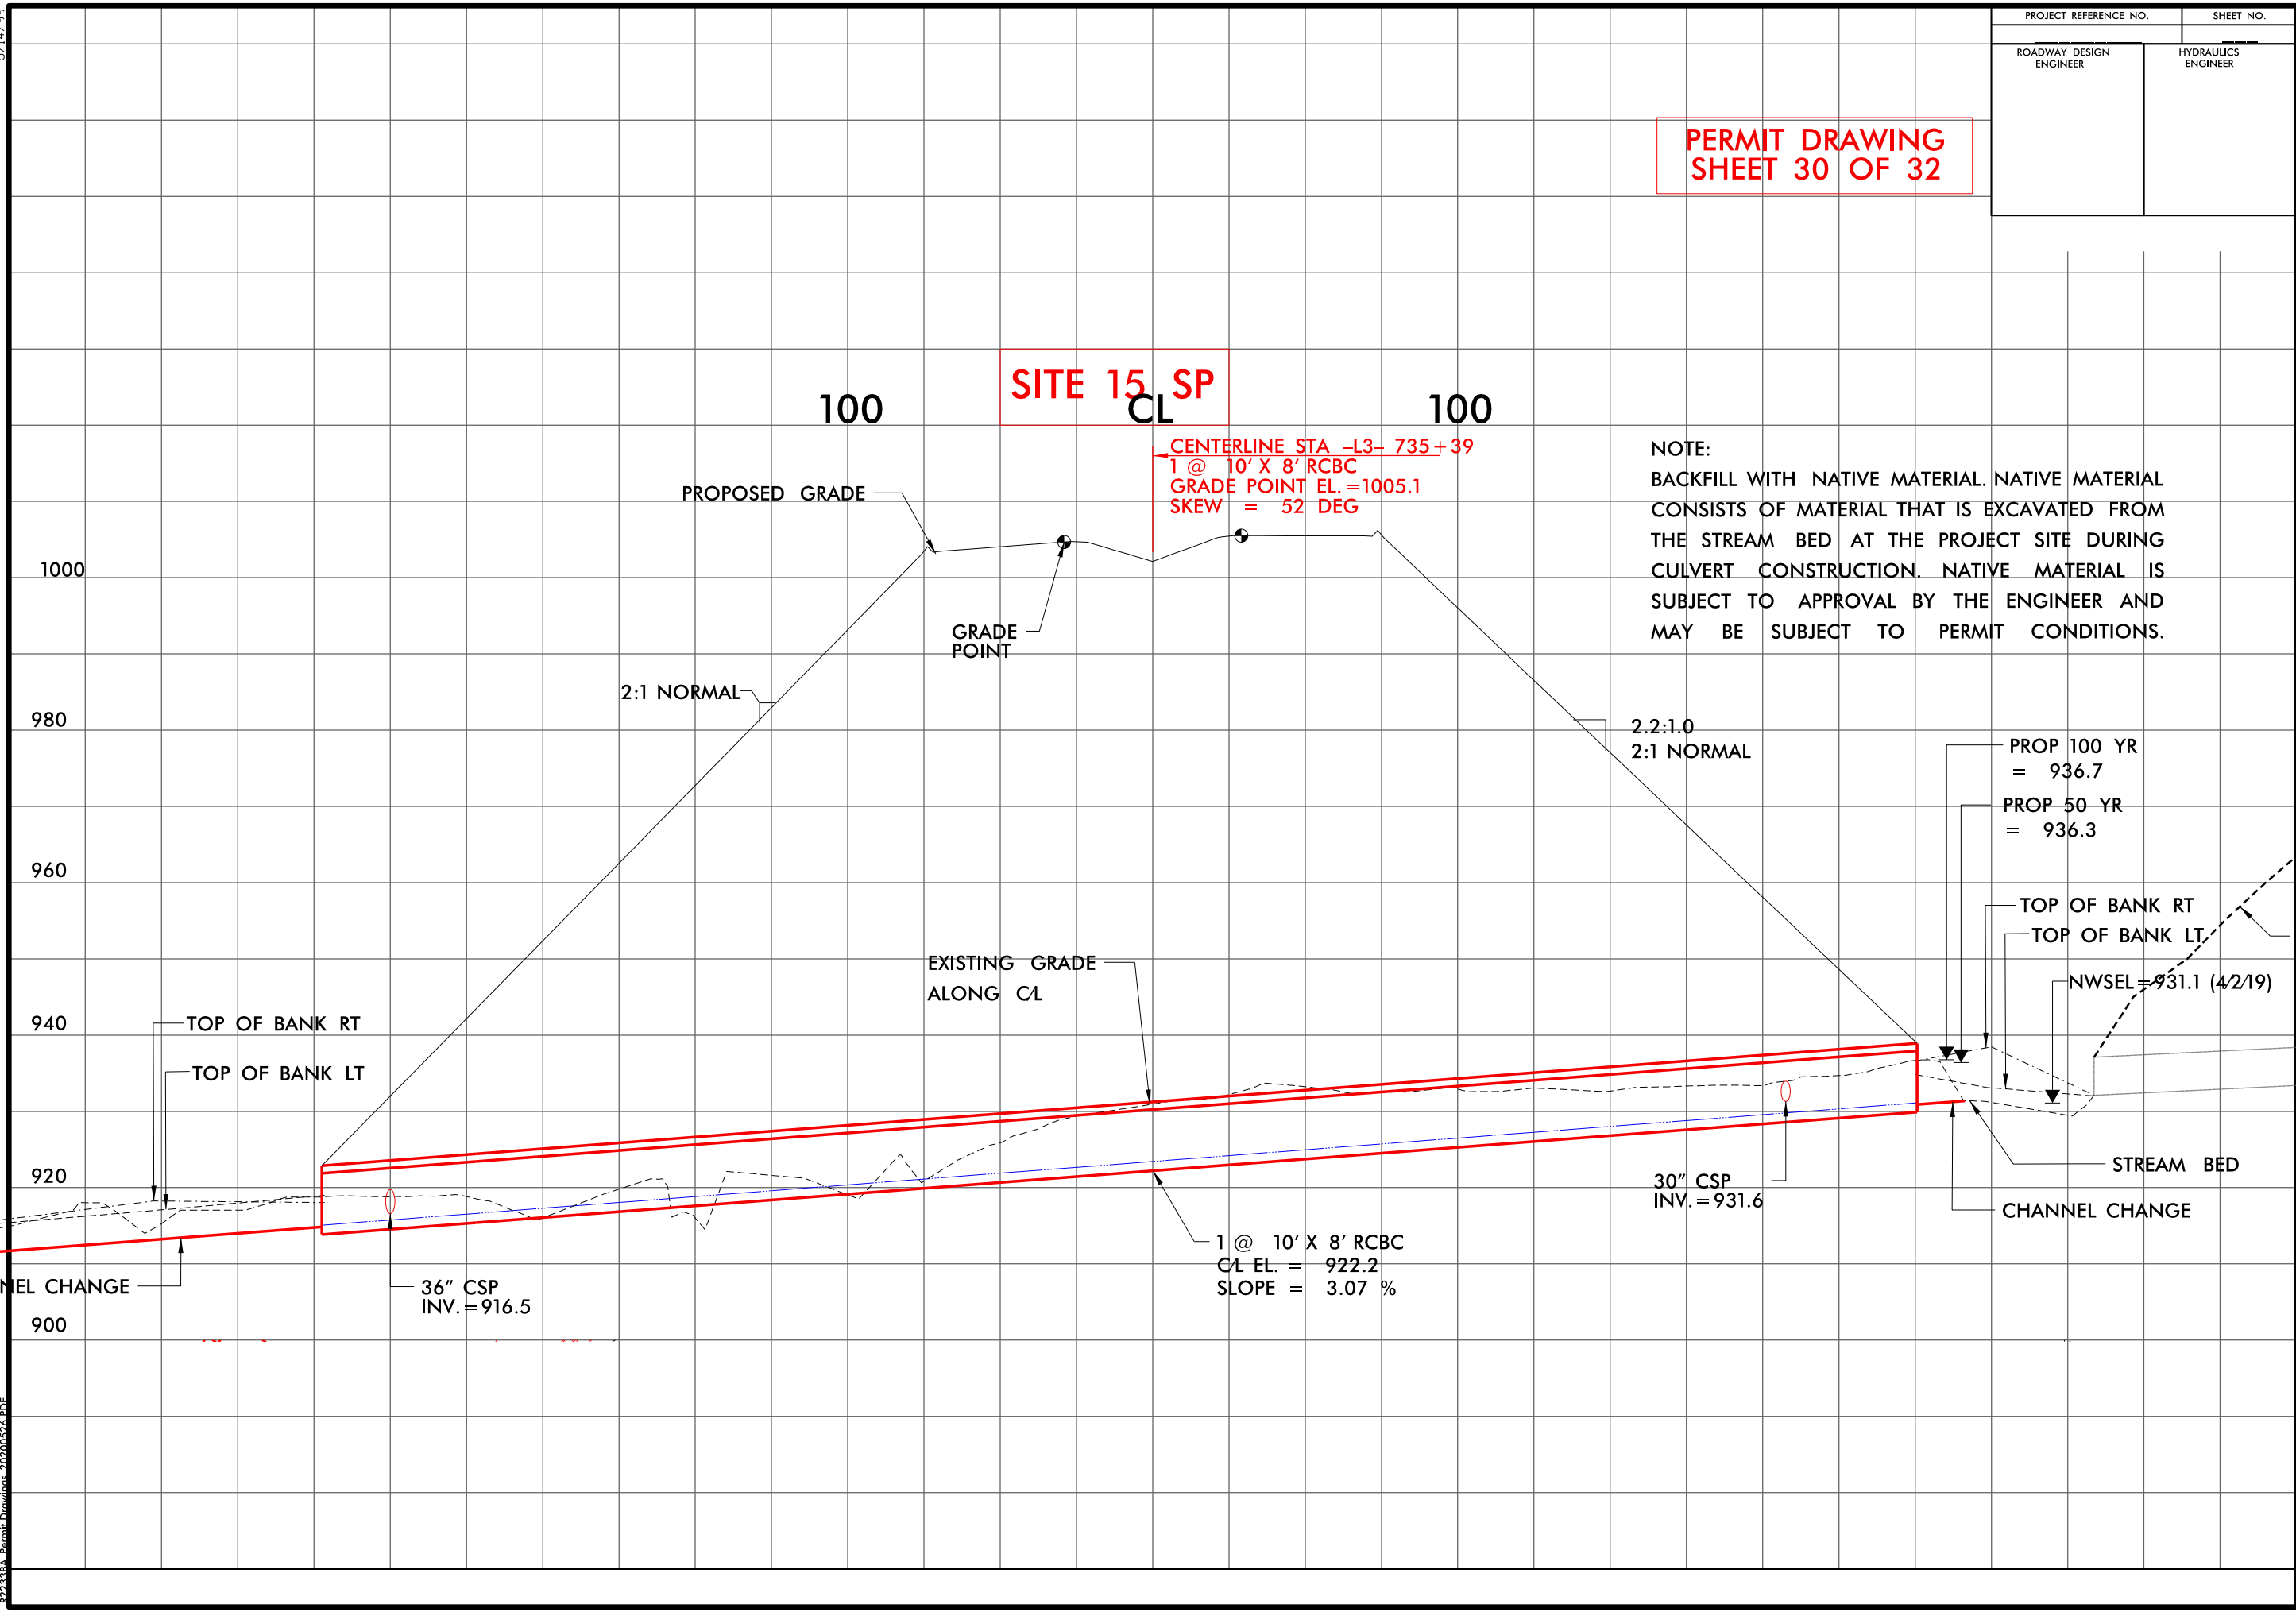 PROJECT REFERENCE NO.
SHEET NO.
ROADWAY DESIGN
ENGINEER
HYDRAULICS
ENGINEER
PERMIT DRAWING
SHEET 30 OF 32
SITE 15 SP
100
CL
100
CENTERLINE STA -L3- 735+39
1 @ 10' X 8' RCBC
GRADE POINT EL.=1005.1
SKEW = 52 DEG
NOTE:
BACKFILL WITH NATIVE MATERIAL. NATIVE MATERIAL
CONSISTS OF MATERIAL THAT IS EXCAVATED FROM
THE STREAM BED AT THE PROJECT SITE DURING
CULVERT CONSTRUCTION. NATIVE MATERIAL IS
SUBJECT TO APPROVAL BY THE ENGINEER AND
MAY BE SUBJECT TO PERMIT CONDITIONS.
PROPOSED GRADE
1000
GRADE
POINT
2:1 NORMAL
980
2.2:1.0
2:1 NORMAL
PROP 100 YR
= 936.7
PROP 50 YR
= 936.3
960
TOP OF BANK RT
TOP OF BANK LT
EXISTING GRADE
ALONG C/L
NWSEL=931.1 (4/2/19)
940
TOP OF BANK RT
TOP OF BANK LT
920
STREAM BED
30" CSP
INV.=931.6
CHANNEL CHANGE
1 @ 10' X 8' RCBC
C/L EL. = 922.2
SLOPE = 3.07 %
NEL CHANGE
36" CSP
INV.=916.5
900
R2233BA_Permit Drawings_20200526.PDF